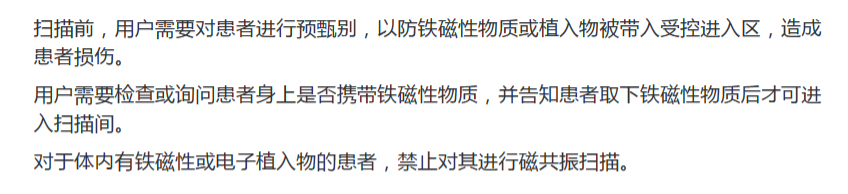 扫描前，用户需要对患者进行预甄别，以防铁磁性物质或植入物被带入受控进入区，造成
患者损伤。
用户需要检查或询问患者身上是否携带铁磁性物质，并告知患者取下铁磁性物质后才可进
入扫描间。
对于体内有铁磁性或电子植入物的患者，禁止对其进行磁共振扫描。